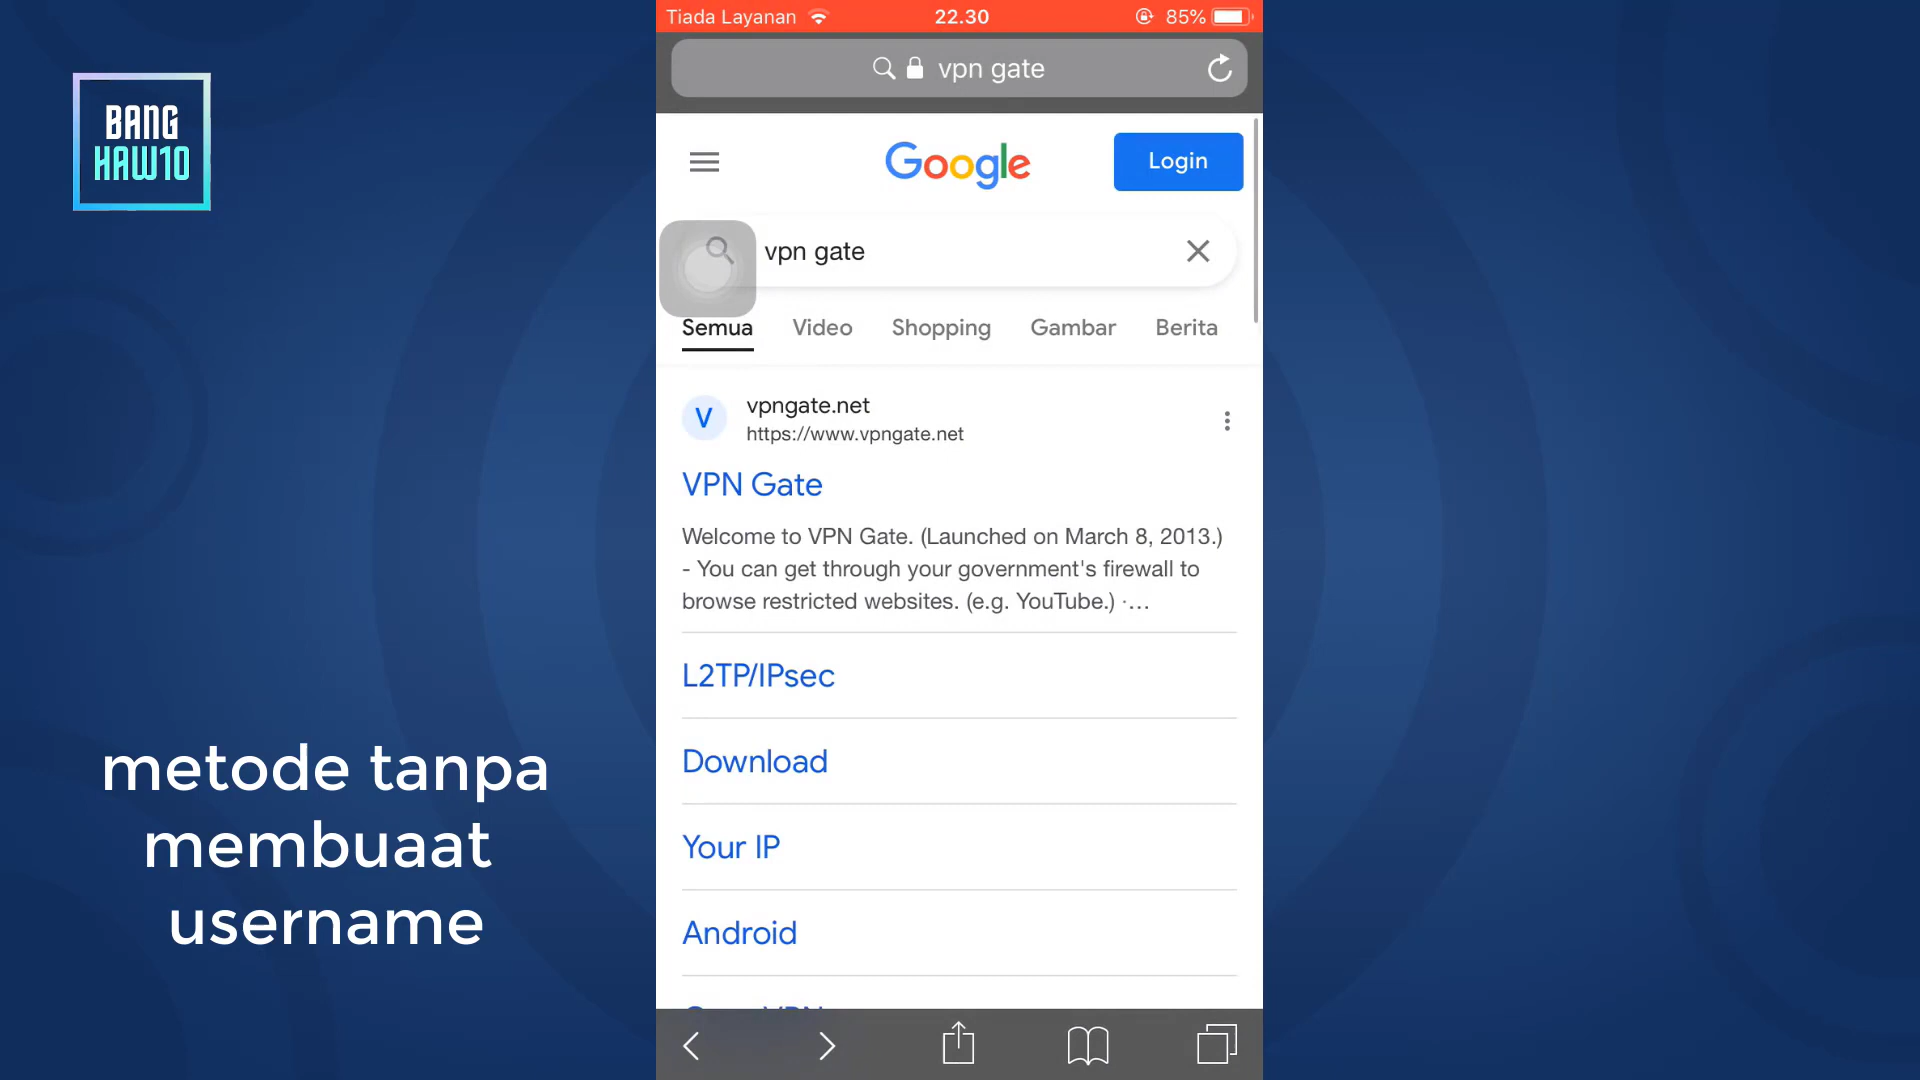 BANG
HAW10
metode tanpa
membuaat
username
Tiada Layanan
22.30
85%
vpn gate
Google
Login
vpn gate
Semua
Video
Shopping
Gambar
Berita
V
vpngate.net
https://www.vpngate.net
VPN Gate
Welcome to VPN Gate. (Launched on March 8, 2013.)
- You can get through your government's firewall to
browse restricted websites. (e.g. YouTube.) ·...
L2TP/IPsec
Download
Your IP
Android